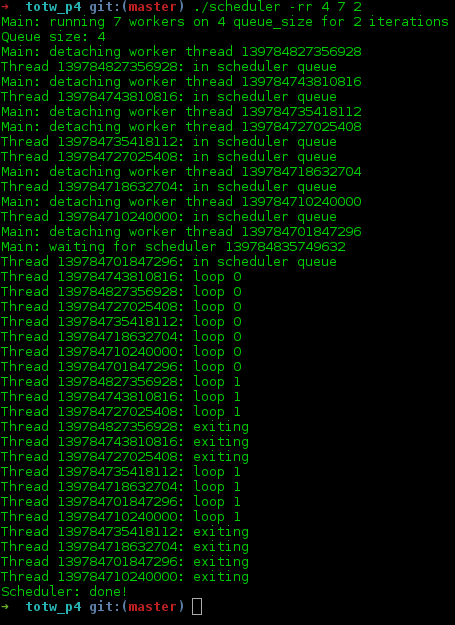 ➜  totw_p4 git:(master) ./scheduler -rr 4 7 2
Main: running 7 workers on 4 queue_size for 2 iterations
Queue size: 4
Main: detaching worker thread 139784827356928
Thread 139784827356928: in scheduler queue
Main: detaching worker thread 139784743810816
Thread 139784743810816: in scheduler queue
Main: detaching worker thread 139784735418112
Main: detaching worker thread 139784727025408
Thread 139784735418112: in scheduler queue
Thread 139784727025408: in scheduler queue
Main: detaching worker thread 139784718632704
Thread 139784718632704: in scheduler queue
Main: detaching worker thread 139784710240000
Thread 139784710240000: in scheduler queue
Main: detaching worker thread 139784701847296
Main: waiting for scheduler 139784835749632
Thread 139784701847296: in scheduler queue
Thread 139784743810816: loop 0
Thread 139784827356928: loop 0
Thread 139784727025408: loop 0
Thread 139784735418112: loop 0
Thread 139784718632704: loop 0
Thread 139784710240000: loop 0
Thread 139784701847296: loop 0
Thread 139784827356928: loop 1
Thread 139784743810816: loop 1
Thread 139784727025408: loop 1
Thread 139784827356928: exiting
Thread 139784743810816: exiting
Thread 139784727025408: exiting
Thread 139784735418112: loop 1
Thread 139784718632704: loop 1
Thread 139784701847296: loop 1
Thread 139784710240000: loop 1
Thread 139784735418112: exiting
Thread 139784718632704: exiting
Thread 139784701847296: exiting
Thread 139784710240000: exiting
Scheduler: done!
➜  totw_p4 git:(master)